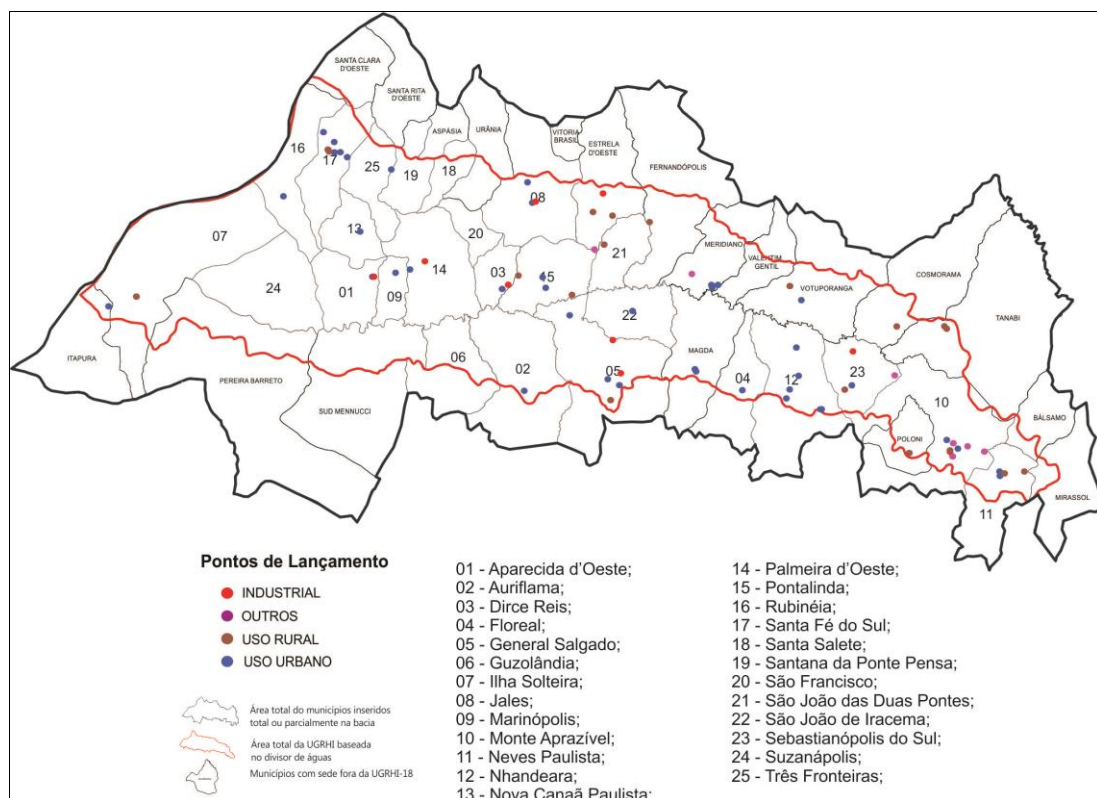 SANTA CLARA
D'OESTE
SANTA RITA
D'OESTE
ASPÁSIA
URÂNIA
VITORIA
BRASIL
ESTRELA
D'OESTE
FERNANDÓPOLIS
16
17
25
19
18
08
07
13
20
21
MERIDIANO
VALENTIM
GENTIL
COSMORAMA
14
03
15
24
01
09
VOTUPORANGA
TANABI
22
ITAPURA
06
MAGDA
02
05
04
12
23
PEREIRA BARRETO
10
SUD MENNUCCI
BÁLSAMO
POLONI
MIRASSOL
11
Pontos de Lançamento
INDUSTRIAL
OUTROS
USO RURAL
USO URBANO
Área total do municípios inseridos
total ou parcialmente na bacia
Área total da UGRHI baseada
no divisor de águas
Municípios com sede fora da UGRHI-18
01 - Aparecida d'Oeste;
02 - Auriflama;
03 - Dirce Reis;
04 - Floreal;
05 - General Salgado;
06 - Guzolândia;
07 - Ilha Solteira;
08 - Jales;
09 - Marinópolis;
10 - Monte Aprazível;
11 - Neves Paulista;
12 - Nhandeara;
13 - Nova Canaã Paulista;
14 - Palmeira d'Oeste;
15 - Pontalinda;
16 - Rubinéia;
17 - Santa Fé do Sul;
18 - Santa Salete;
19 - Santana da Ponte Pensa;
20 - São Francisco;
21 - São João das Duas Pontes;
22 - São João de Iracema;
23 - Sebastianópolis do Sul;
24 - Suzanápolis;
25 - Três Fronteiras;